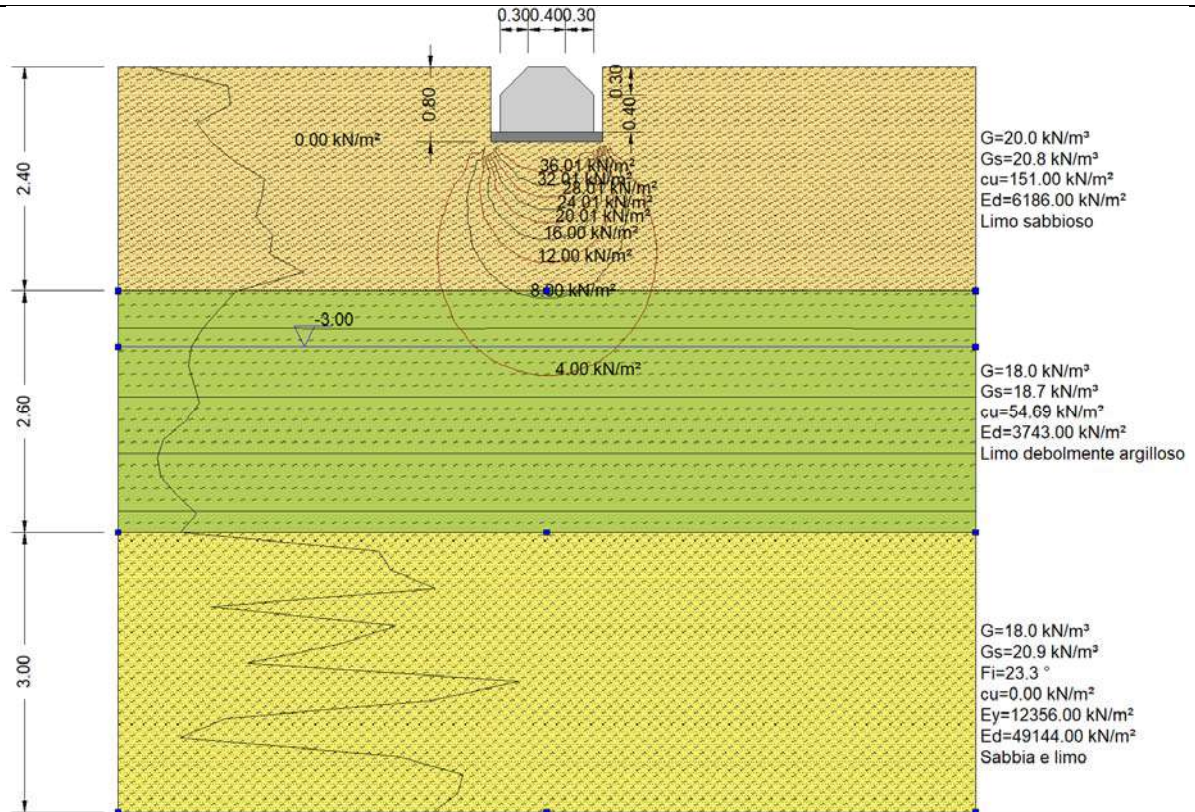 0.30 0.40 0.30
2.40
0.80
0.30
0.40
0.00 kN/m²
36.01 kN/m²
32.01 kN/m²
28.01 kN/m²
24.01 kN/m²
20.01 kN/m²
16.00 kN/m²
12.00 kN/m²
8.00 kN/m²
4.00 kN/m²
G=20.0 kN/m³
Gs=20.8 kN/m³
cu=151.00 kN/m²
Ed=6186.00 kN/m²
Limo sabbioso
-3.00
2.60
G=18.0 kN/m³
Gs=18.7 kN/m³
cu=54.69 kN/m²
Ed=3743.00 kN/m²
Limo debolmente argilloso
3.00
G=18.0 kN/m³
Gs=20.9 kN/m³
Fi=23.3 °
cu=0.00 kN/m²
Ey=12356.00 kN/m²
Ed=49144.00 kN/m²
Sabbia e limo